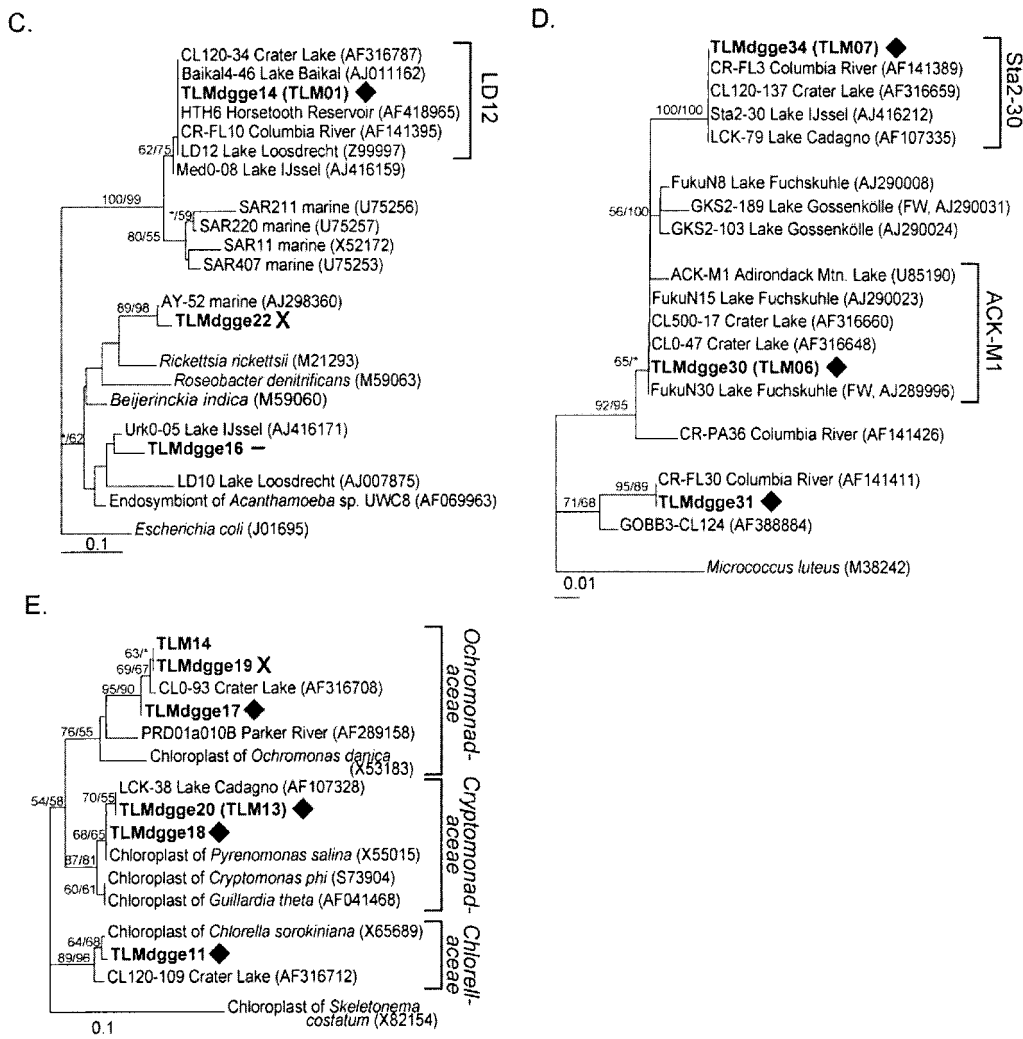 C.
CL120-34 Crater Lake (AF316787)
Baikal4-46 Lake Baikal (AJ011162)
TLMdgge14 (TLM01) ◆
HTH6 Horsetooth Reservoir (AF418965)
CR-FL10 Columbia River (AF141395)
62/75
LD12 Lake Loosdrecht (Z99997)
Med0-08 Lake IJssel (AJ416159)
LD12
100/99
SAR211 marine (U75256)
*/59
SAR220 marine (U75257)
80/55
SAR11 marine (X52172)
SAR407 marine (U75253)
89/98
AY-52 marine (AJ298360)
TLMdgge22 X
Rickettsia rickettsii (M21293)
Roseobacter denitrificans (M59063)
Beijerinckia indica (M59060)
*/62
Urk0-05 Lake IJssel (AJ416171)
TLMdgge16 –
LD10 Lake Loosdrecht (AJ007875)
Endosymbiont of Acanthamoeba sp. UWC8 (AF069963)
Escherichia coli (J01695)
0.1
D.
TLMdgge34 (TLM07) ◆
CR-FL3 Columbia River (AF141389)
100/100
CL120-137 Crater Lake (AF316659)
Sta2-30 Lake IJssel (AJ416212)
LCK-79 Lake Cadagno (AF107335)
Sta2-30
FukuN8 Lake Fuchskuhle (AJ290008)
56/100
GKS2-189 Lake Gossenkölle (FW, AJ290031)
GKS2-103 Lake Gossenkölle (AJ290024)
ACK-M1 Adirondack Mtn. Lake (U85190)
FukuN15 Lake Fuchskuhle (AJ290023)
CL500-17 Crater Lake (AF316660)
CL0-47 Crater Lake (AF316648)
65/*
TLMdgge30 (TLM06) ◆
FukuN30 Lake Fuchskuhle (FW, AJ289996)
ACK-M1
92/95
CR-PA36 Columbia River (AF141426)
95/89
CR-FL30 Columbia River (AF141411)
71/68
TLMdgge31 ◆
GOBB3-CL124 (AF388884)
Micrococcus luteus (M38242)
0.01
E.
TLM14
63/*
TLMdgge19 X
69/67
CL0-93 Crater Lake (AF316708)
95/90
TLMdgge17 ◆
76/55
PRD01a010B Parker River (AF289158)
Chloroplast of Ochromonas danica
(X53183)
Ochromonad-
aceae
54/58
LCK-38 Lake Cadagno (AF107328)
70/55
TLMdgge20 (TLM13) ◆
68/65
TLMdgge18 ◆
Chloroplast of Pyrenomonas salina (X55015)
87/81
Chloroplast of Cryptomonas phi (S73904)
60/61
Chloroplast of Guillardia theta (AF041468)
Cryptomonad-
aceae
Chloroplast of Chlorella sorokiniana (X65689)
64/68
TLMdgge11 ◆
89/96
CL120-109 Crater Lake (AF316712)
Chlorell-
aceae
Chloroplast of Skeletonema
costatum (X82154)
0.1